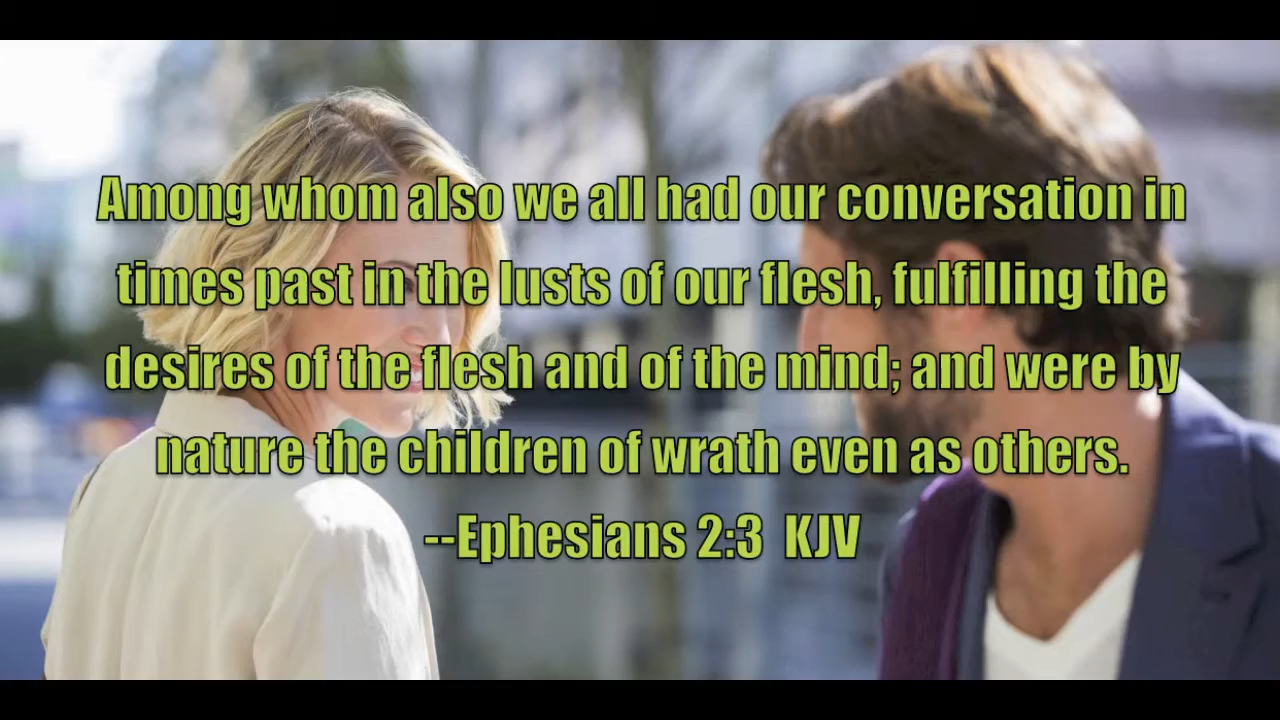 Among whom also we all had our conversation in
times past in the lusts of our flesh, fulfilling the
desires of the flesh and of the mind; and were by
nature the children of wrath even as others.
--Ephesians 2:3  KJV